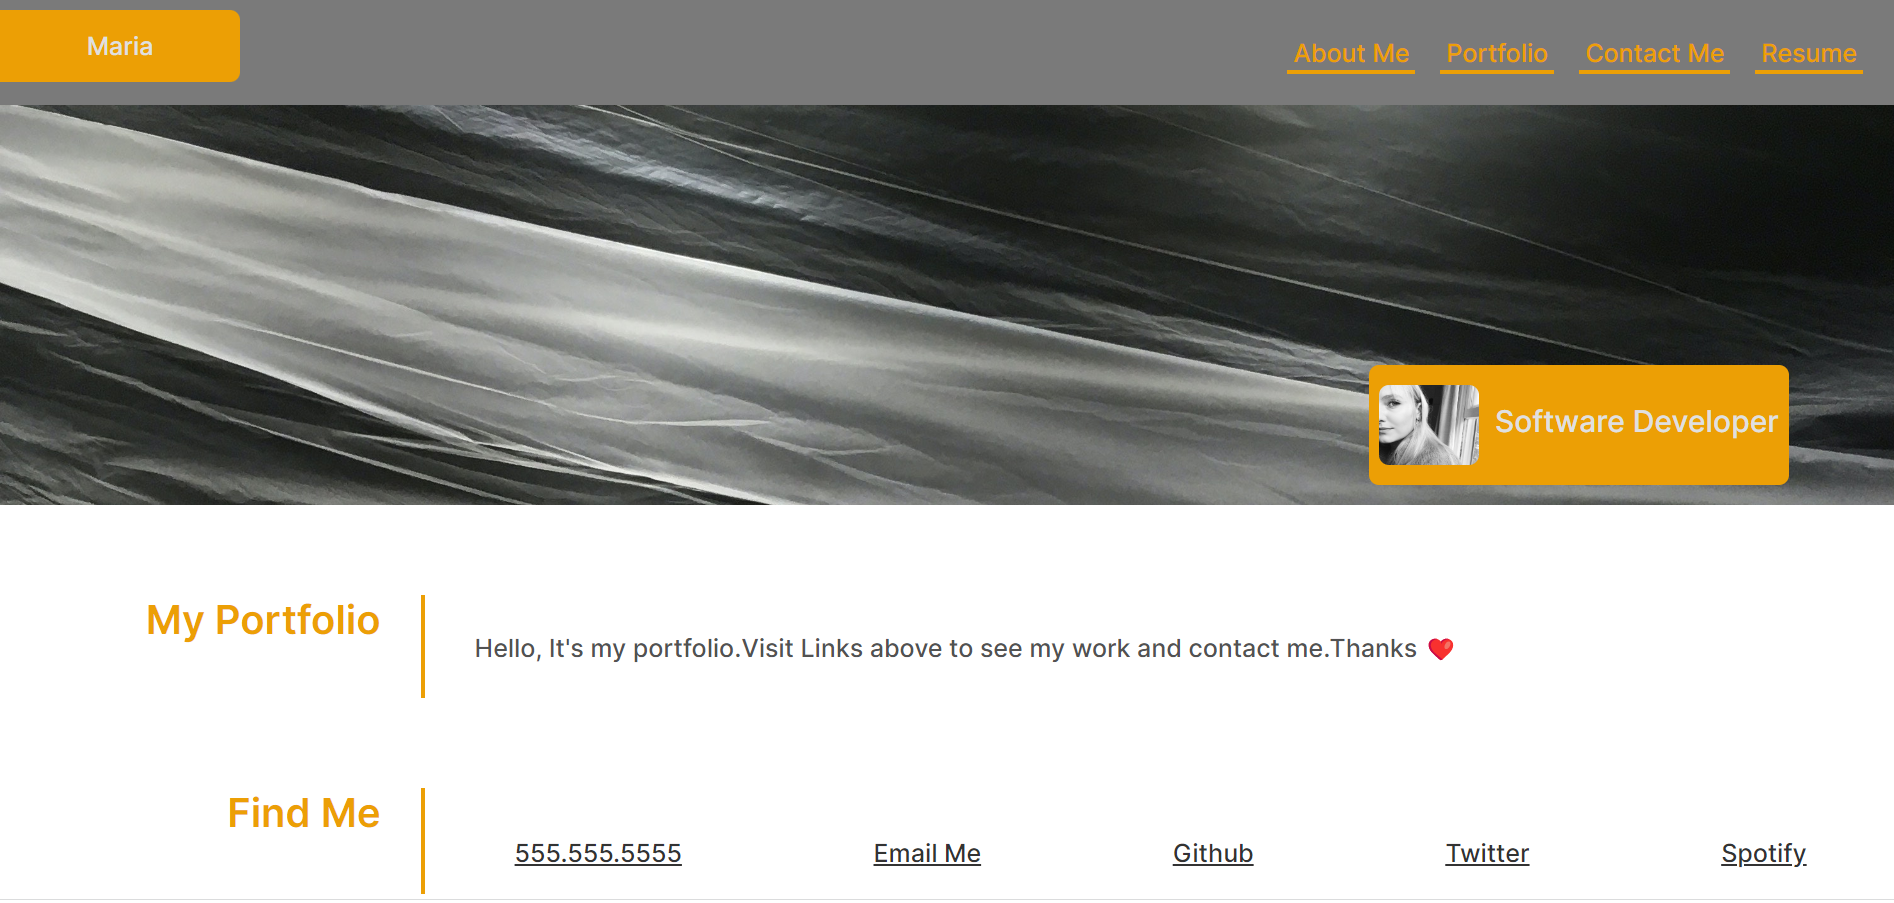 Maria
About Me Portfolio Contact Me Resume
Software Developer
My Portfolio
Hello, It's my portfolio.Visit Links above to see my work and contact me.Thanks ❤️
Find Me
555.555.5555 Email Me Github Twitter Spotify